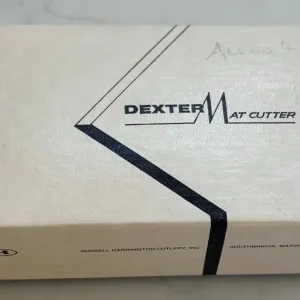 DEXTER MAT CUTTER
RUSSELL HARRINGTON CUTLERY, INC. SOUTHBRIDGE,